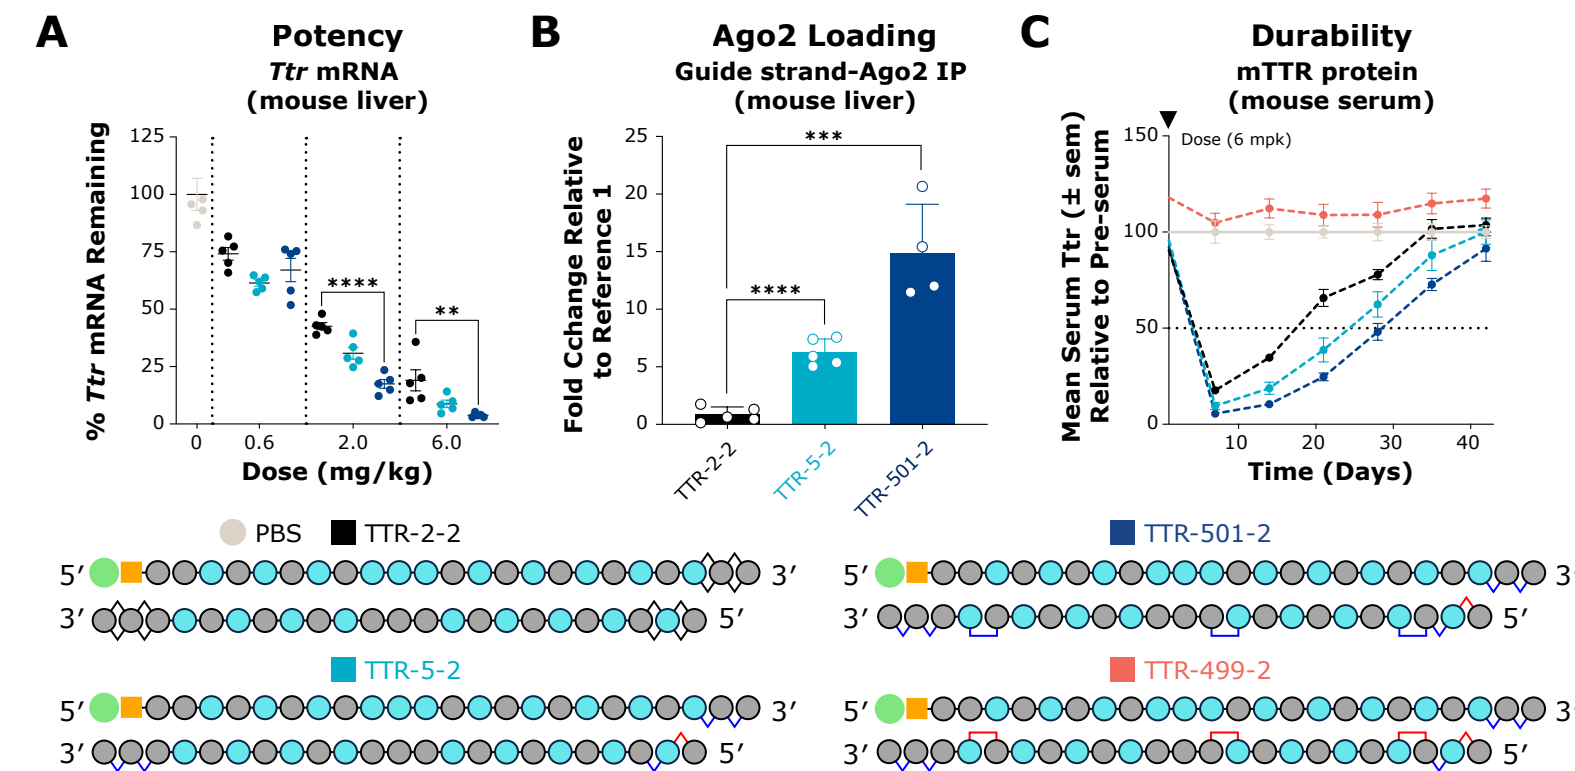 A
Potency
Ttr mRNA
(mouse liver)
% Ttr mRNA Remaining
125
100
75
50
25
0
****
**
0
0.6
2.0
6.0
Dose (mg/kg)
B
Ago2 Loading
Guide strand-Ago2 IP
(mouse liver)
Fold Cchange Relative
to Reference 1
25
20
15
10
5
0
***
****
TTR-2-2
TTR-5-2
TTR-501-2
C
Durability
mTTR protein
(mouse serum)
Mean Serum Ttr (± sem)
Relative to Pre-serum
150
100
50
0
Dose (6 mpk)
10
20
30
40
Time (Days)
PBS
TTR-2-2
5′
3′
3′
5′
TTR-501-2
5′
3′
3′
5′
TTR-5-2
5′
3′
3′
5′
TTR-499-2
5′
3′
3′
5′